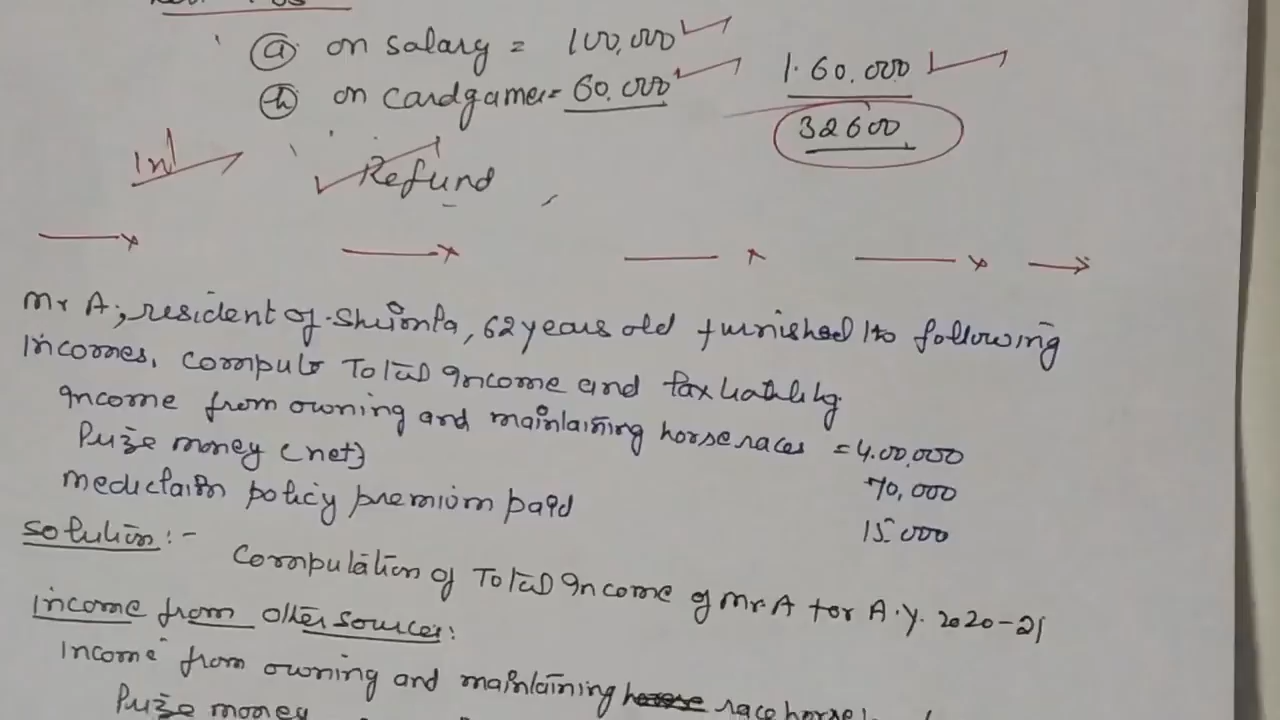 ⓐ on salary = 100,000
1.60.000
ⓑ on cardgame = 60,000
32600
Int
Refund
Mr A, resident of Shimla, 62 years old furnished the following
incomes. Compute Total Income and tax liability
Income from owning and maintaining horse races = 4.00,000
Prize money (net) 70,000
mediclaim policy premium paid 15.000
Solution:-
Computation of Total Income of Mr. A for A.Y. 2020-21
Income from other sources:
Income from owning and maintaining race horse
Prize money